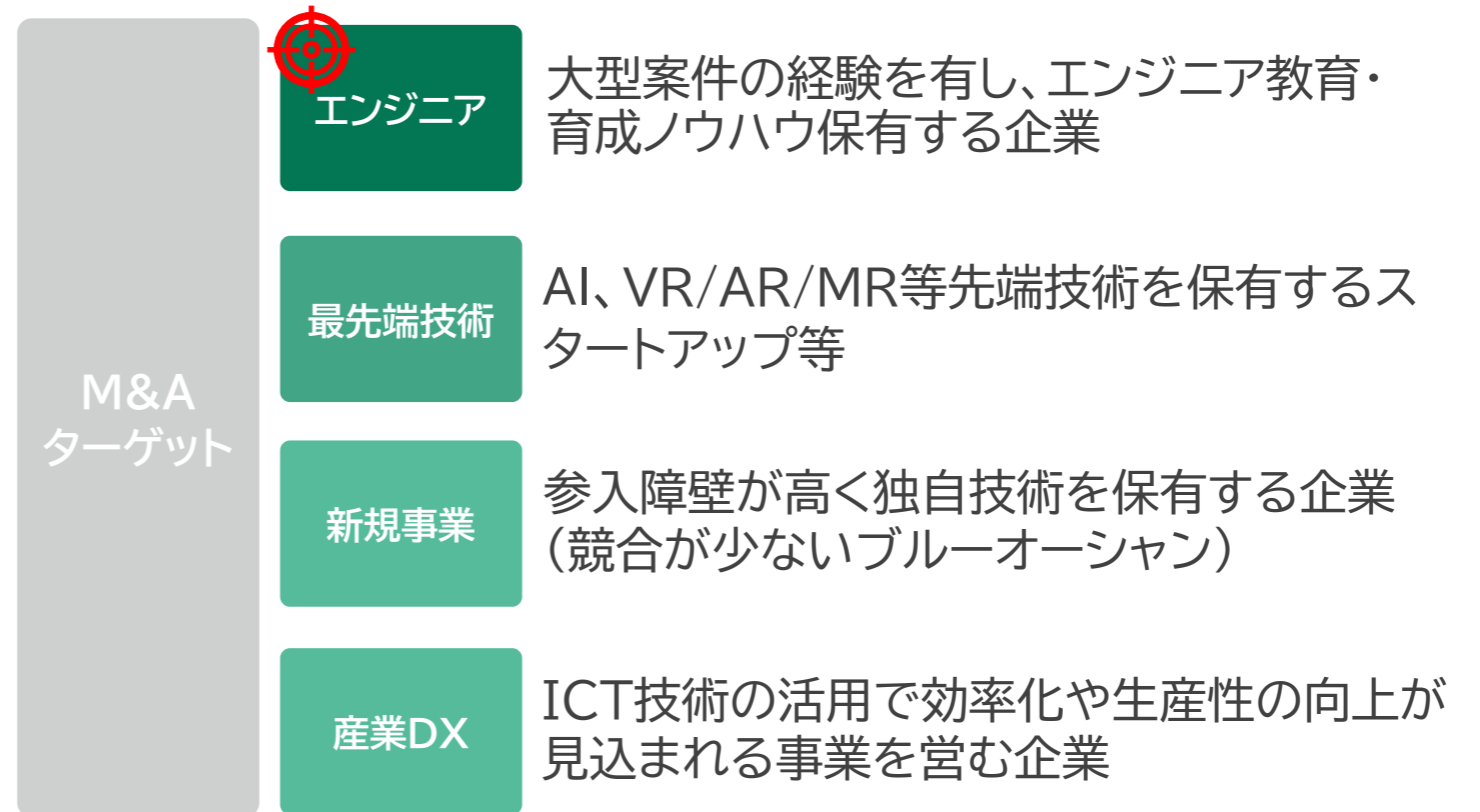 M&A
ターゲット
エンジニア
大型案件の経験を有し、エンジニア教育・
育成ノウハウ保有する企業
最先端技術
AI、VR/AR/MR等先端技術を保有するス
タートアップ等
新規事業
参入障壁が高く独自技術を保有する企業
（競合が少ないブルーオーシャン）
産業DX
ICT技術の活用で効率化や生産性の向上が
見込まれる事業を営む企業